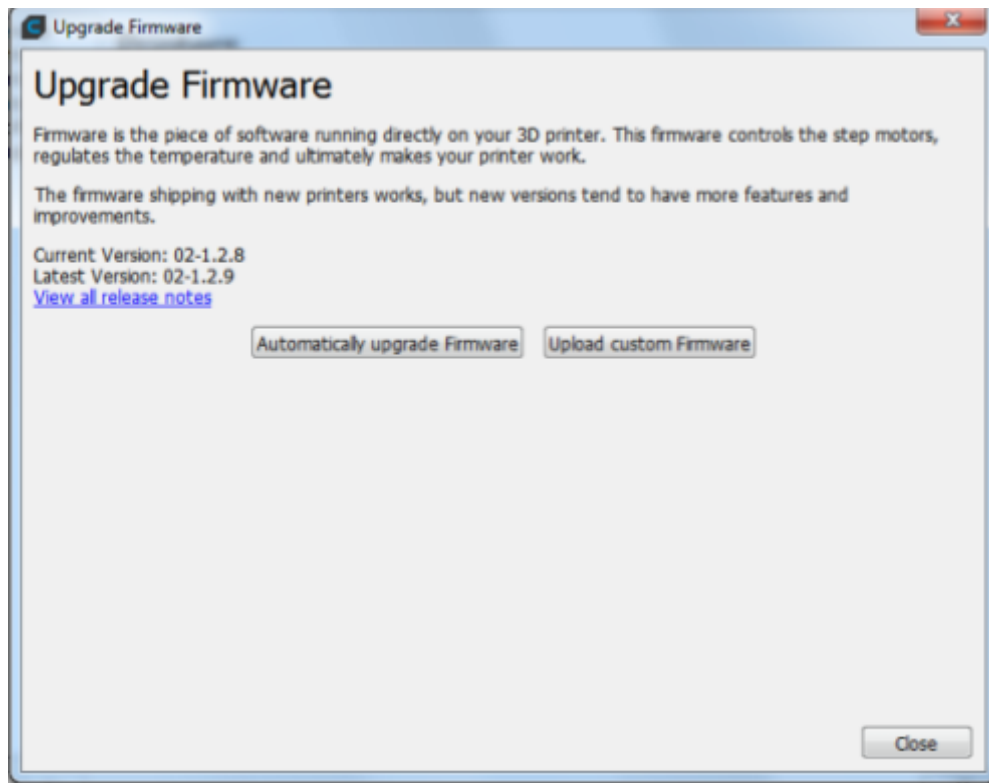 Upgrade Firmware
Upgrade Firmware
Firmware is the piece of software running directly on your 3D printer. This firmware controls the step motors,
regulates the temperature and ultimately makes your printer work.
The firmware shipping with new printers works, but new versions tend to have more features and
improvements.
Current Version: 02-1.2.8
Latest Version: 02-1.2.9
View all release notes
Automatically upgrade Firmware Upload custom Firmware
Close